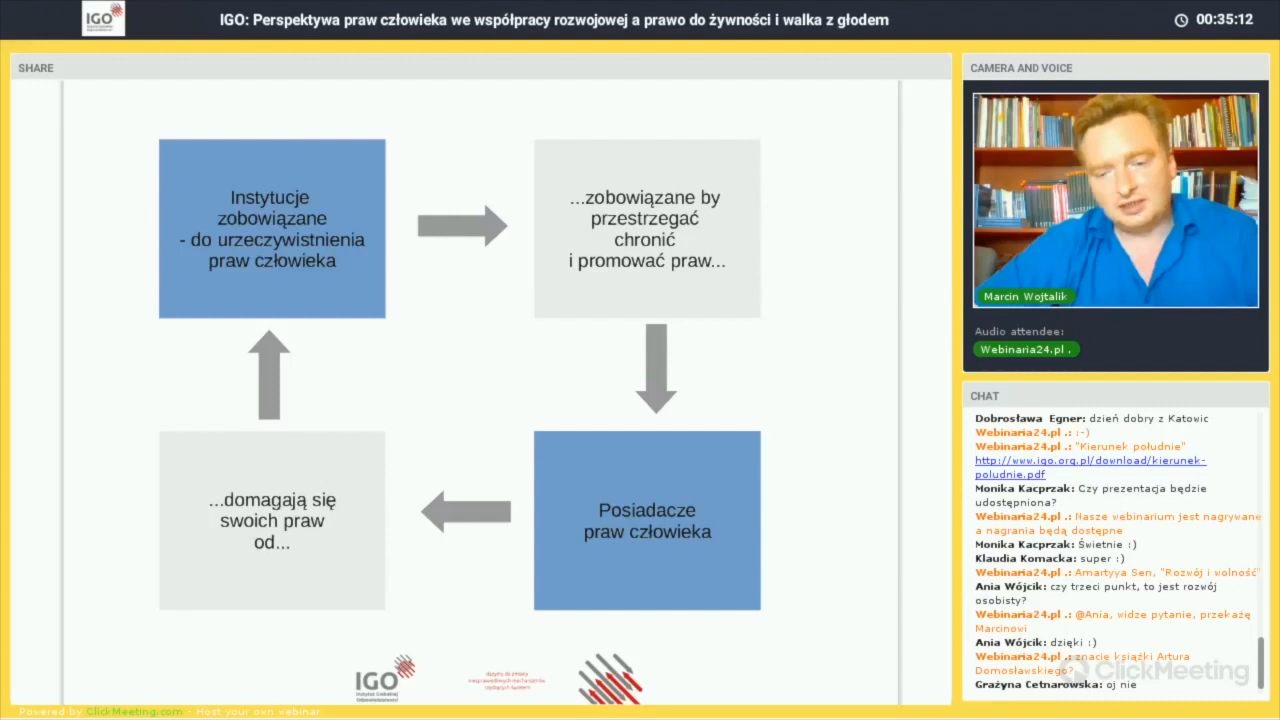 IGO
IGO: Perspektywa praw człowieka we współpracy rozwojowej a prawo do żywności i walka z głodem
00:35:12
SHARE
Instytucje
zobowiązane
- do urzeczywistnienia
praw człowieka
...zobowiązane by
przestrzegać
chronić
i promować praw...
...domagają się
swoich praw
od...
Posiadacze
praw człowieka
IGO
Instytut Globalnej
Odpowiedzialności
CAMERA AND VOICE
Marcin Wojtalik
Audio attendee:
Webinaria24.pl .
CHAT
Dobrosława Egner: dzień dobry z Katowic
Webinaria24.pl .: :-)
Webinaria24.pl .: "Kierunek południe"
http://www.igo.org.pl/download/kierunek-
poludnie.pdf
Monika Kacprzak: Czy prezentacja będzie
udostępniona?
Webinaria24.pl .: Nasze webinarium jest nagrywane
a nagrania będą dostępne
Monika Kacprzak: Świetnie :)
Klaudia Komacka: super :)
Webinaria24.pl .: Amartyya Sen, "Rozwój i wolność"
Ania Wójcik: czy trzeci punkt, to jest rozwój
osobisty?
Webinaria24.pl .: @Ania, widze pytanie, przekażę
Marcinowi
Ania Wójcik: dzięki :)
Webinaria24.pl .: znacie książki Artura
Domosławskiego?
Grażyna Cetnarowska: oj nie
ClickMeeting
Powered by ClickMeeting.com - Host your own webinar